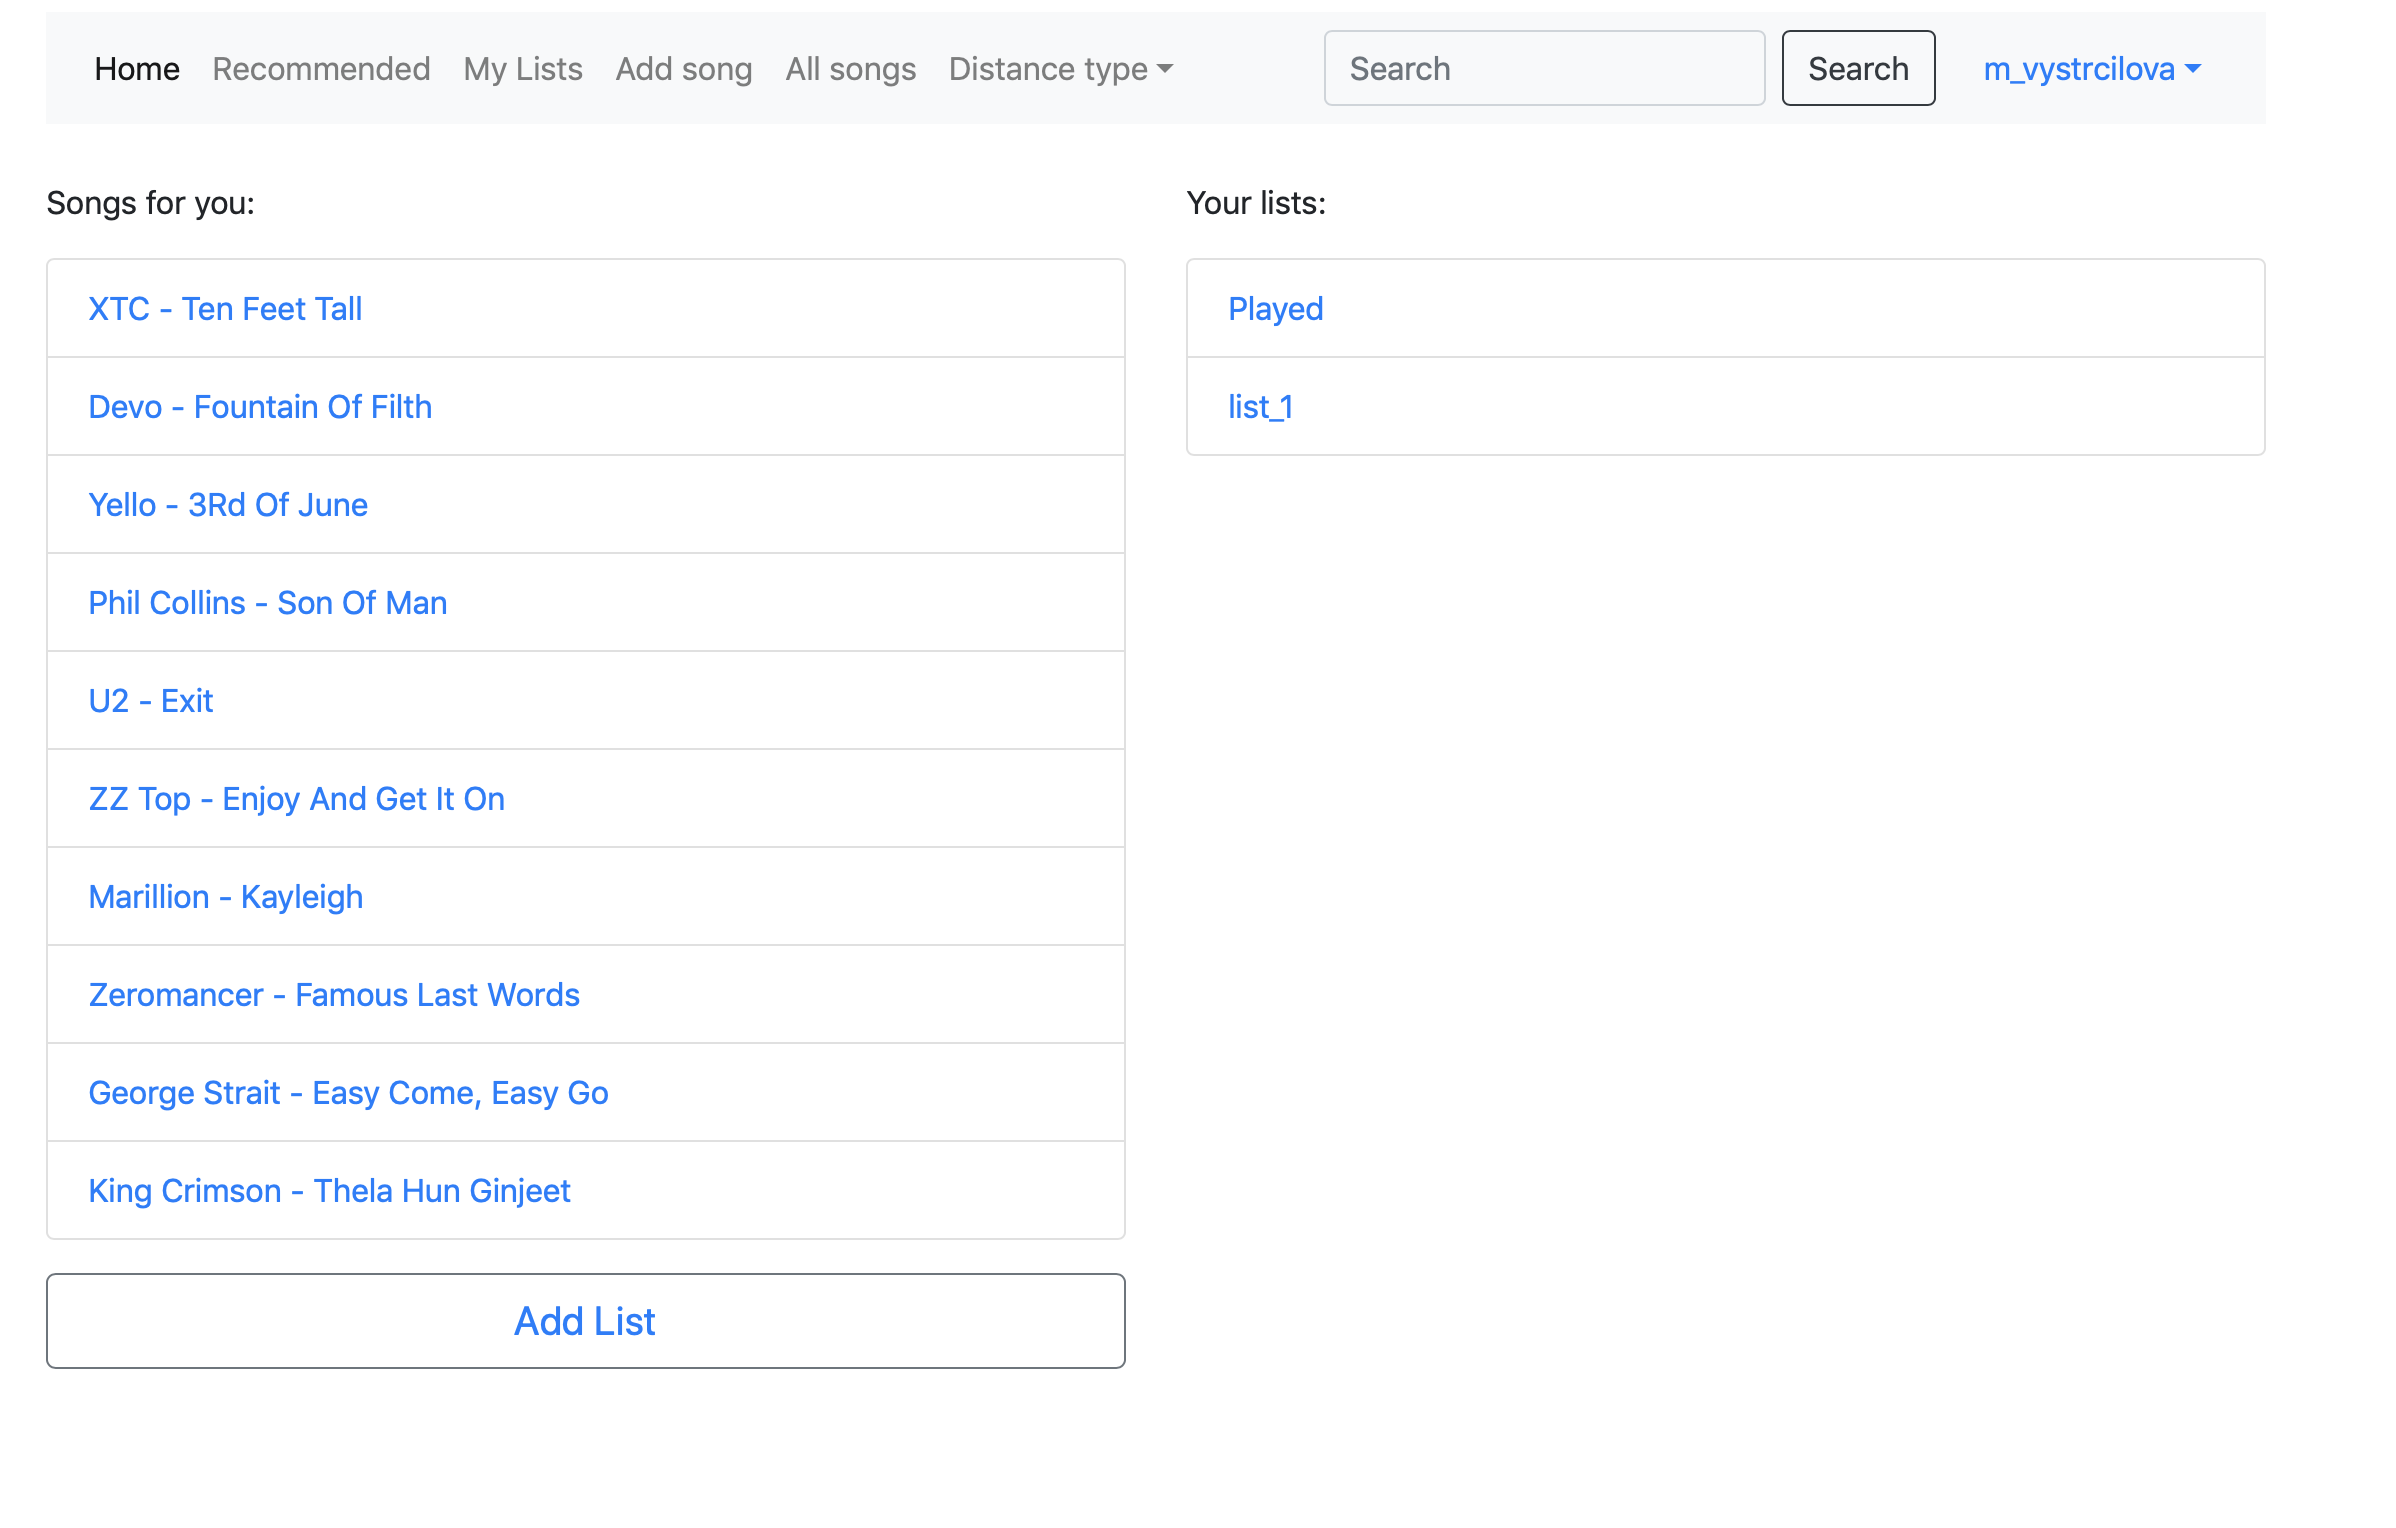 Home Recommended My Lists Add song All songs Distance type Search Search m_vystrcilova
Songs for you:
XTC - Ten Feet Tall
Devo - Fountain Of Filth
Yello - 3Rd Of June
Phil Collins - Son Of Man
U2 - Exit
ZZ Top - Enjoy And Get It On
Marillion - Kayleigh
Zeromancer - Famous Last Words
George Strait - Easy Come, Easy Go
King Crimson - Thela Hun Ginjeet
Add List
Your lists:
Played
list_1